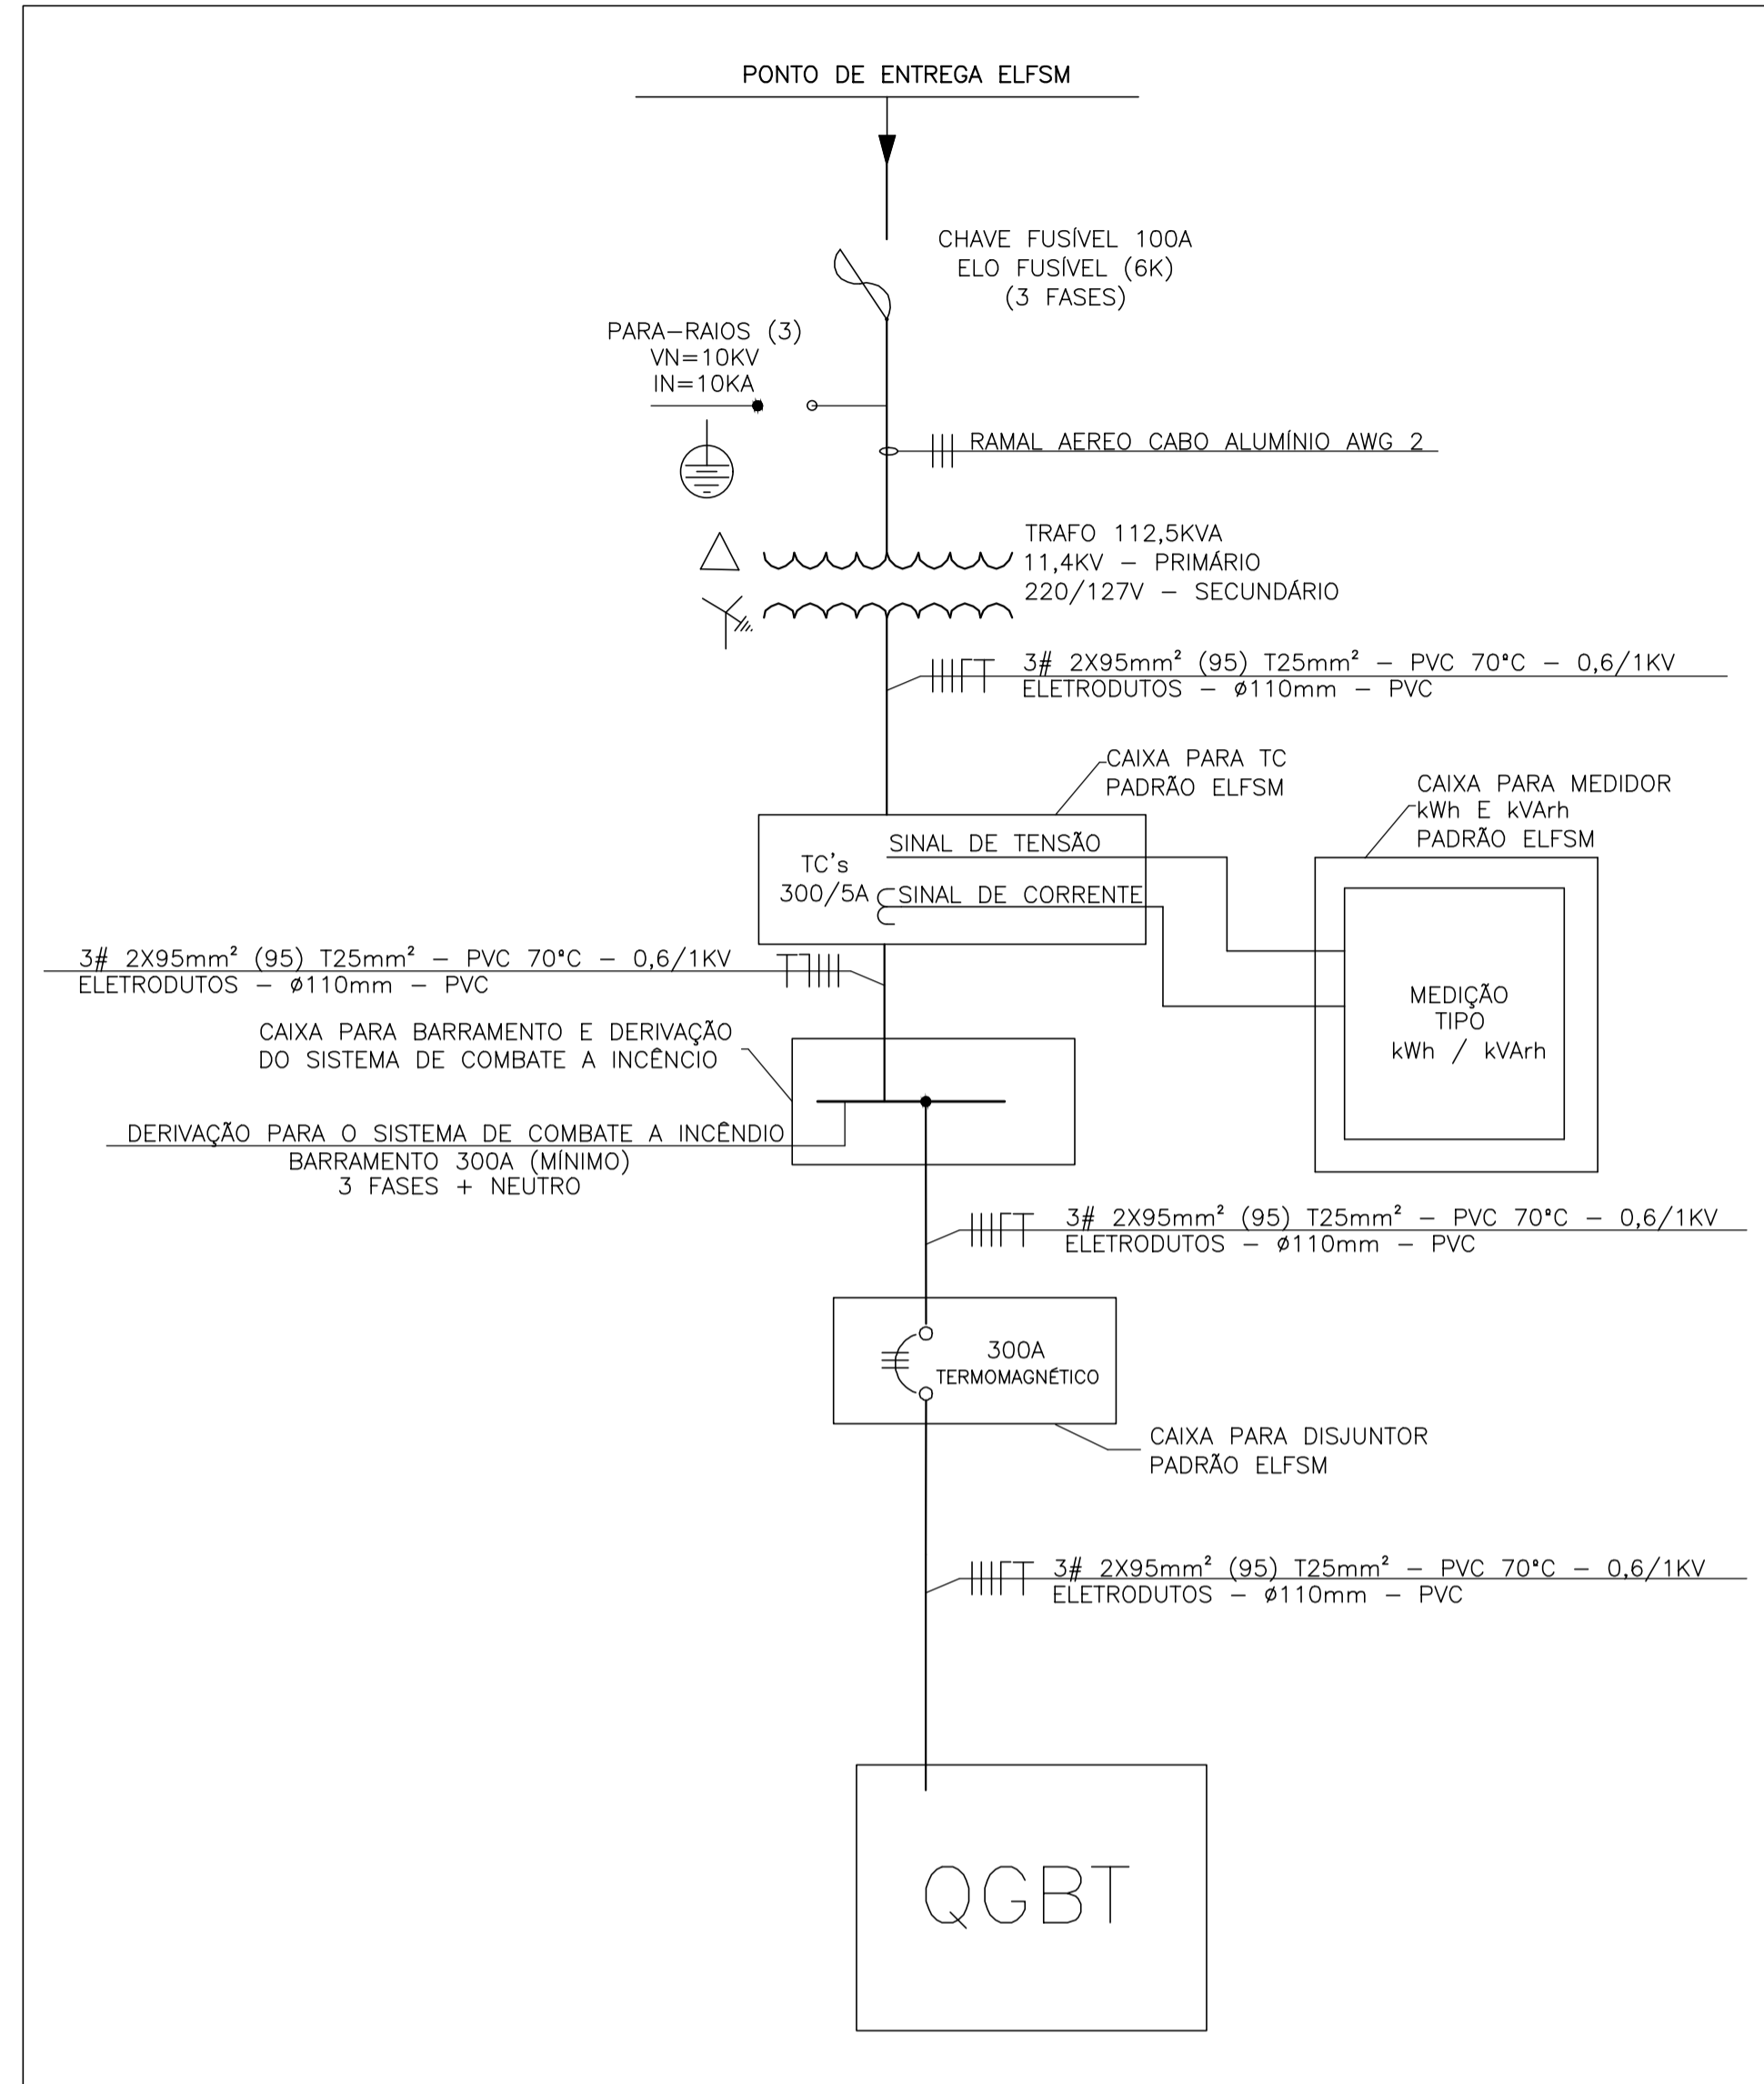 PONTO DE ENTREGA ELFSM
CHAVE FUSÍVEL 100A
ELO FUSÍVEL (6K)
(3 FASES)
PARA-RAIOS (3)
VN=10KV
IN=10KA
RAMAL AEREO CABO ALUMÍNIO AWG 2
TRAFO 112,5KVA
11,4KV - PRIMÁRIO
220/127V - SECUNDÁRIO
3# 2X95mm² (95) T25mm² - PVC 70°C - 0,6/1KV
ELETRODUTOS - ø110mm - PVC
CAIXA PARA TC
PADRÃO ELFSM
CAIXA PARA MEDIDOR
kWh E kVArh
PADRÃO ELFSM
SINAL DE TENSÃO
TC's
300/5A
SINAL DE CORRENTE
3# 2X95mm² (95) T25mm² - PVC 70°C - 0,6/1KV
ELETRODUTOS - ø110mm - PVC
MEDIÇÃO
TIPO
kWh / kVArh
CAIXA PARA BARRAMENTO E DERIVAÇÃO
DO SISTEMA DE COMBATE A INCÊNCIO
DERIVAÇÃO PARA O SISTEMA DE COMBATE A INCÊNDIO
BARRAMENTO 300A (MÍNIMO)
3 FASES + NEUTRO
3# 2X95mm² (95) T25mm² - PVC 70°C - 0,6/1KV
ELETRODUTOS - ø110mm - PVC
300A
TERMOMAGNÉTICO
CAIXA PARA DISJUNTOR
PADRÃO ELFSM
3# 2X95mm² (95) T25mm² - PVC 70°C - 0,6/1KV
ELETRODUTOS - ø110mm - PVC
QGBT